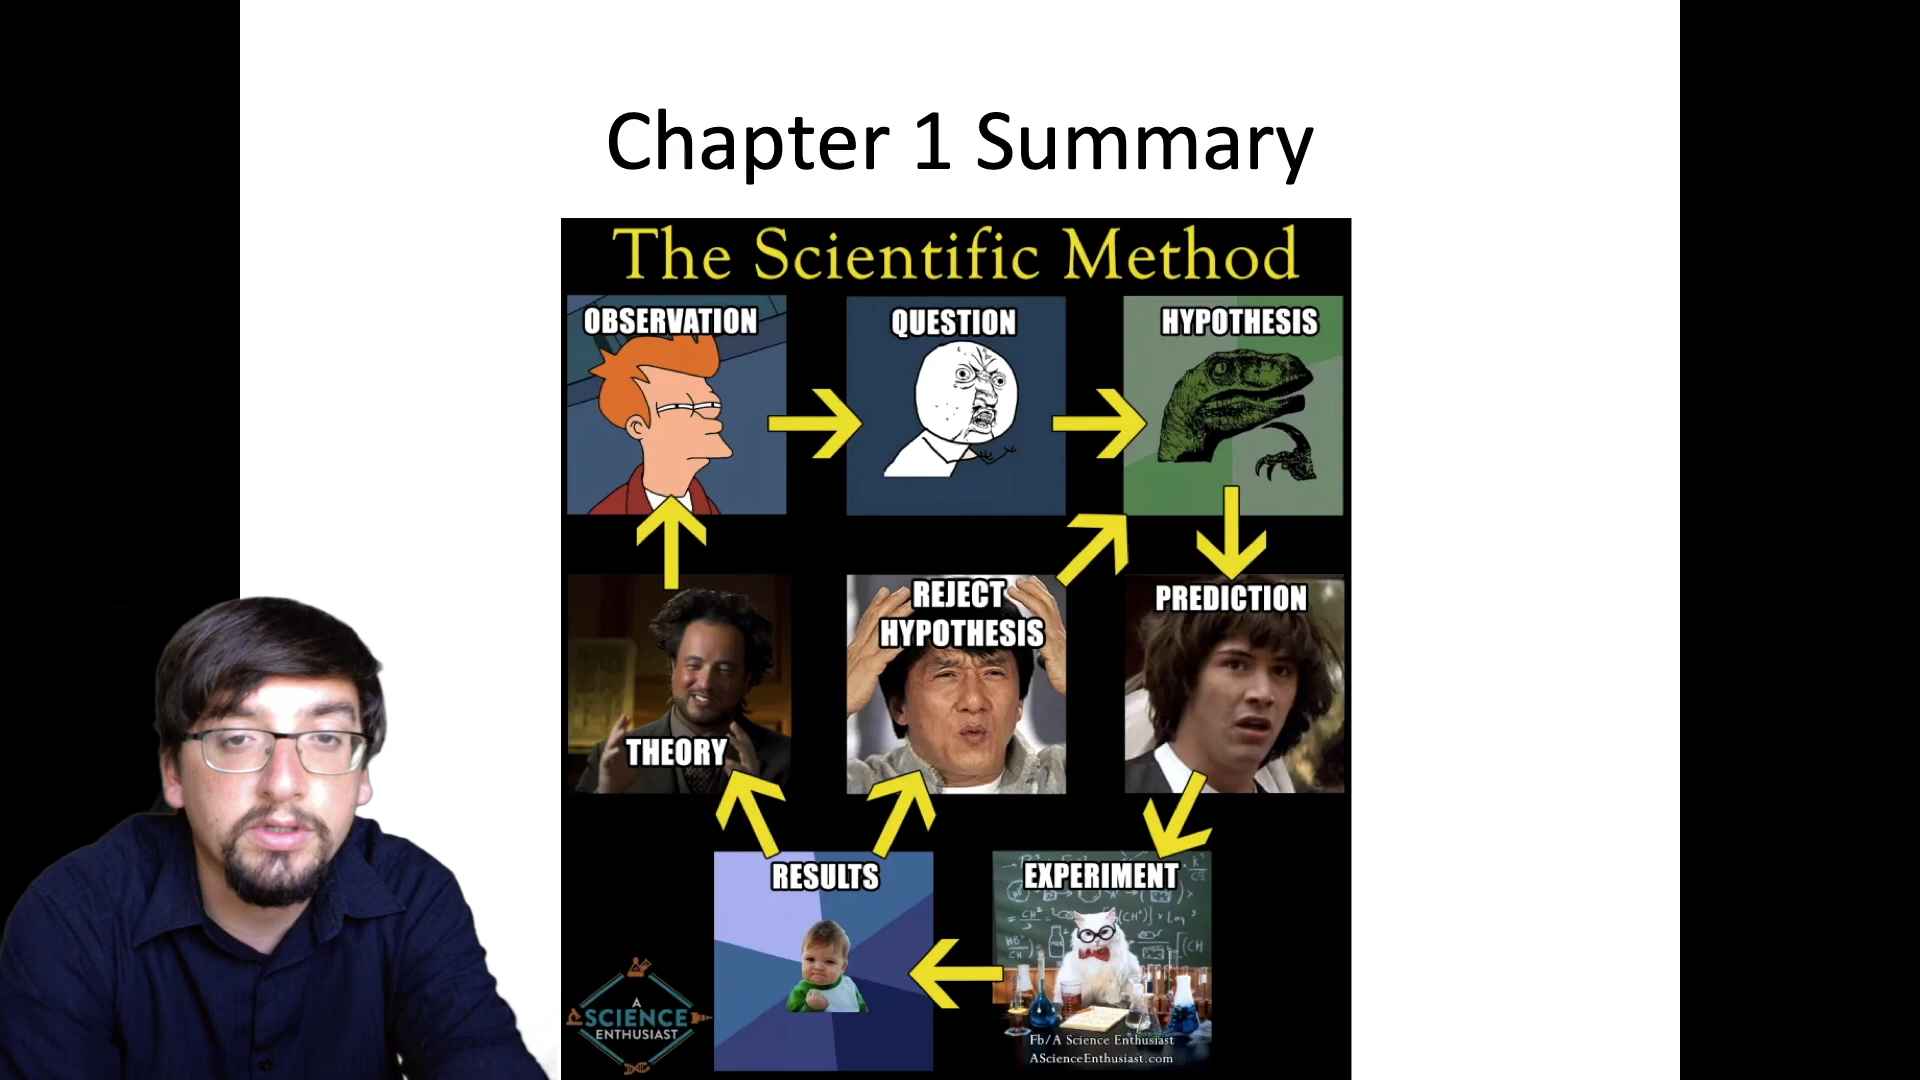 Chapter 1 Summary
The Scientific Method
OBSERVATION
QUESTION
HYPOTHESIS
REJECT
HYPOTHESIS
PREDICTION
THEORY
RESULTS
EXPERIMENT
A
SCIENCE
ENTHUSIAST
Fb/A Science Enthusiast
AScienceEnthusiast.com